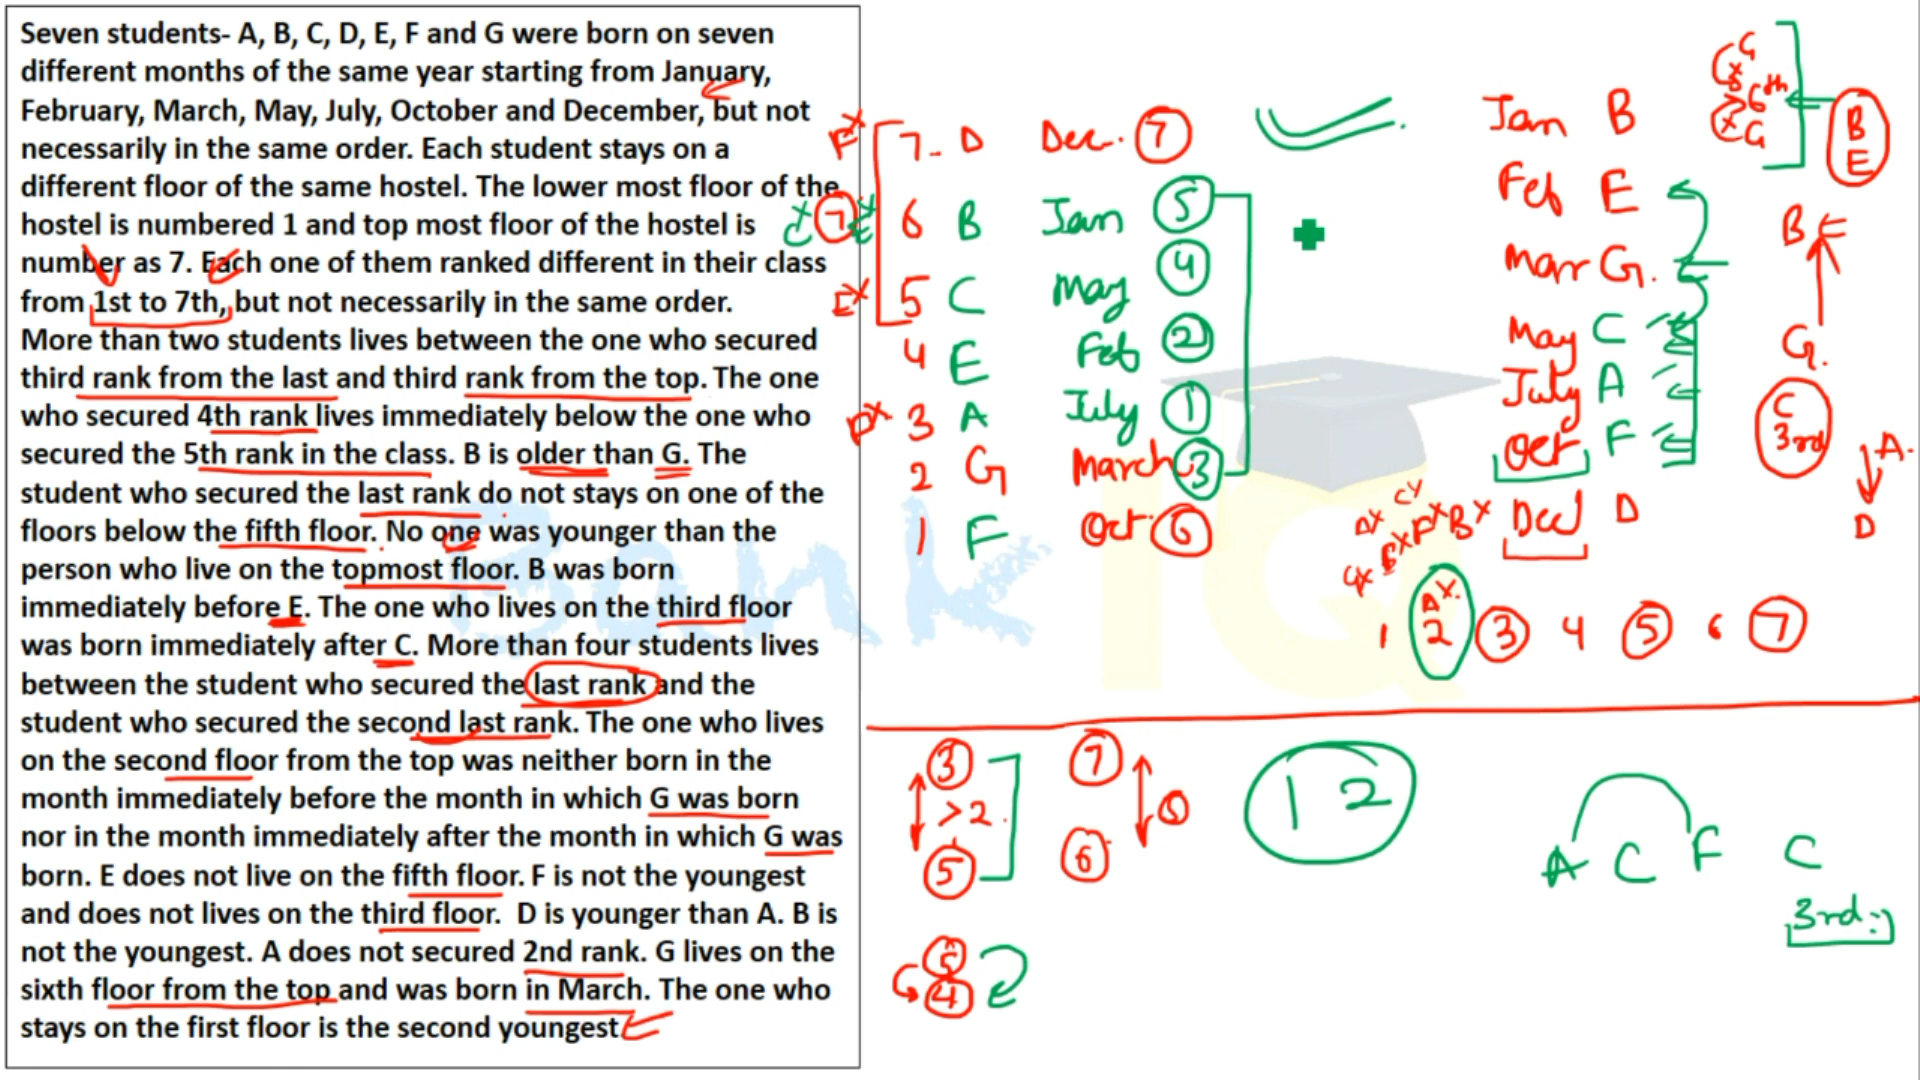 Seven students- A, B, C, D, E, F and G were born on seven
different months of the same year starting from January,
February, March, May, July, October and December, but not
necessarily in the same order. Each student stays on a
different floor of the same hostel. The lower most floor of the
hostel is numbered 1 and top most floor of the hostel is
number as 7. Each one of them ranked different in their class
from 1st to 7th, but not necessarily in the same order.
More than two students lives between the one who secured
third rank from the last and third rank from the top. The one
who secured 4th rank lives immediately below the one who
secured the 5th rank in the class. B is older than G. The
student who secured the last rank do not stays on one of the
floors below the fifth floor. No one was younger than the
person who live on the topmost floor. B was born
immediately before E. The one who lives on the third floor
was born immediately after C. More than four students lives
between the student who secured the last rank and the
student who secured the second last rank. The one who lives
on the second floor from the top was neither born in the
month immediately before the month in which G was born
nor in the month immediately after the month in which G was
born. E does not live on the fifth floor. F is not the youngest
and does not lives on the third floor. D is younger than A. B is
not the youngest. A does not secured 2nd rank. G lives on the
sixth floor from the top and was born in March. The one who
stays on the first floor is the second youngest
7 D Dec. 7
6 B Jan 5
5 C May 4
4 E Feb 2
3 A July 1
2 G March 3
1 F Oct 6
Jan B
Feb E
Mar G.
May C
July A
Oct F
Dec D
B
E
B
G.
C
3rd
A.
D
1 2 3 4 5 6 7
3
>2
5
7
6
1 2
A C F C
3rd
5
4
Bank IQ